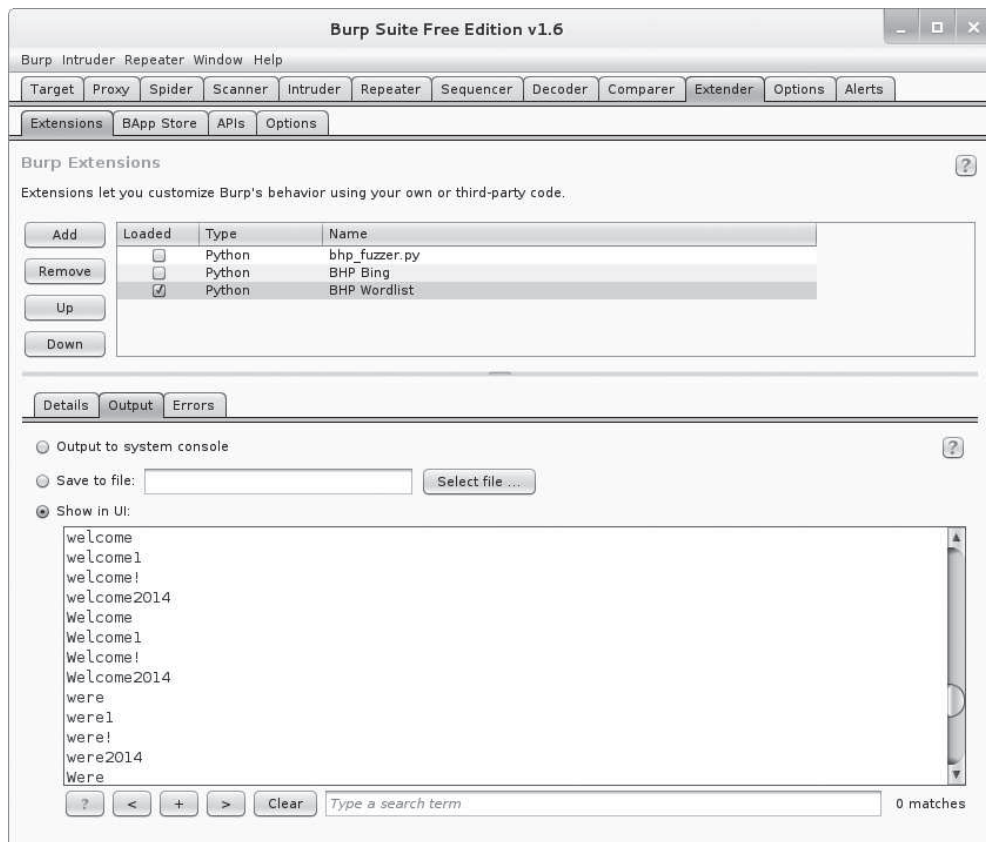 Burp Suite Free Edition v1.6
Burp Intruder Repeater Window Help
Target Proxy Spider Scanner Intruder Repeater Sequencer Decoder Comparer Extender Options Alerts
Extensions BApp Store APIs Options
Burp Extensions
?
Extensions let you customize Burp's behavior using your own or third-party code.
Add
Remove
Up
Down
Loaded Type Name
Python bhp_fuzzer.py
Python BHP Bing
Python BHP Wordlist
Details Output Errors
Output to system console
?
Save to file: Select file ...
Show in UI:
welcome
welcome1
welcome!
welcome2014
Welcome
Welcome1
Welcome!
Welcome2014
were
were1
were!
were2014
Were
? < + > Clear Type a search term 0 matches